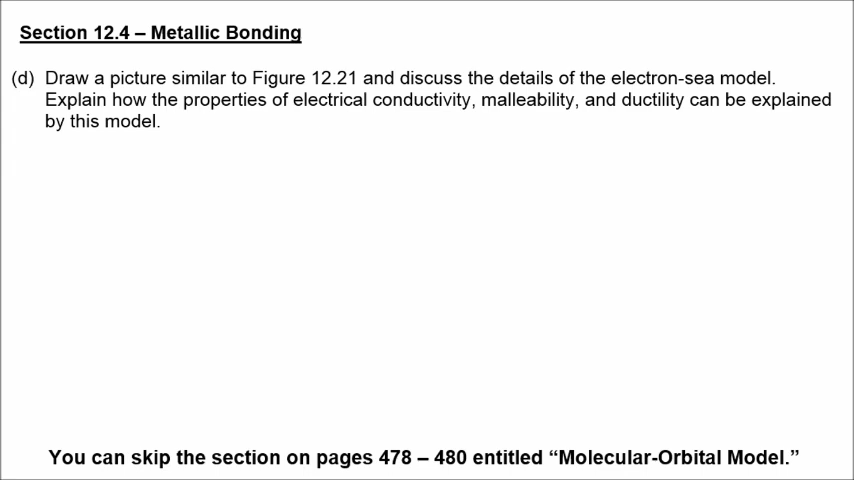 Section 12.4 – Metallic Bonding
(d) Draw a picture similar to Figure 12.21 and discuss the details of the electron-sea model.
Explain how the properties of electrical conductivity, malleability, and ductility can be explained
by this model.
You can skip the section on pages 478 – 480 entitled “Molecular-Orbital Model.”